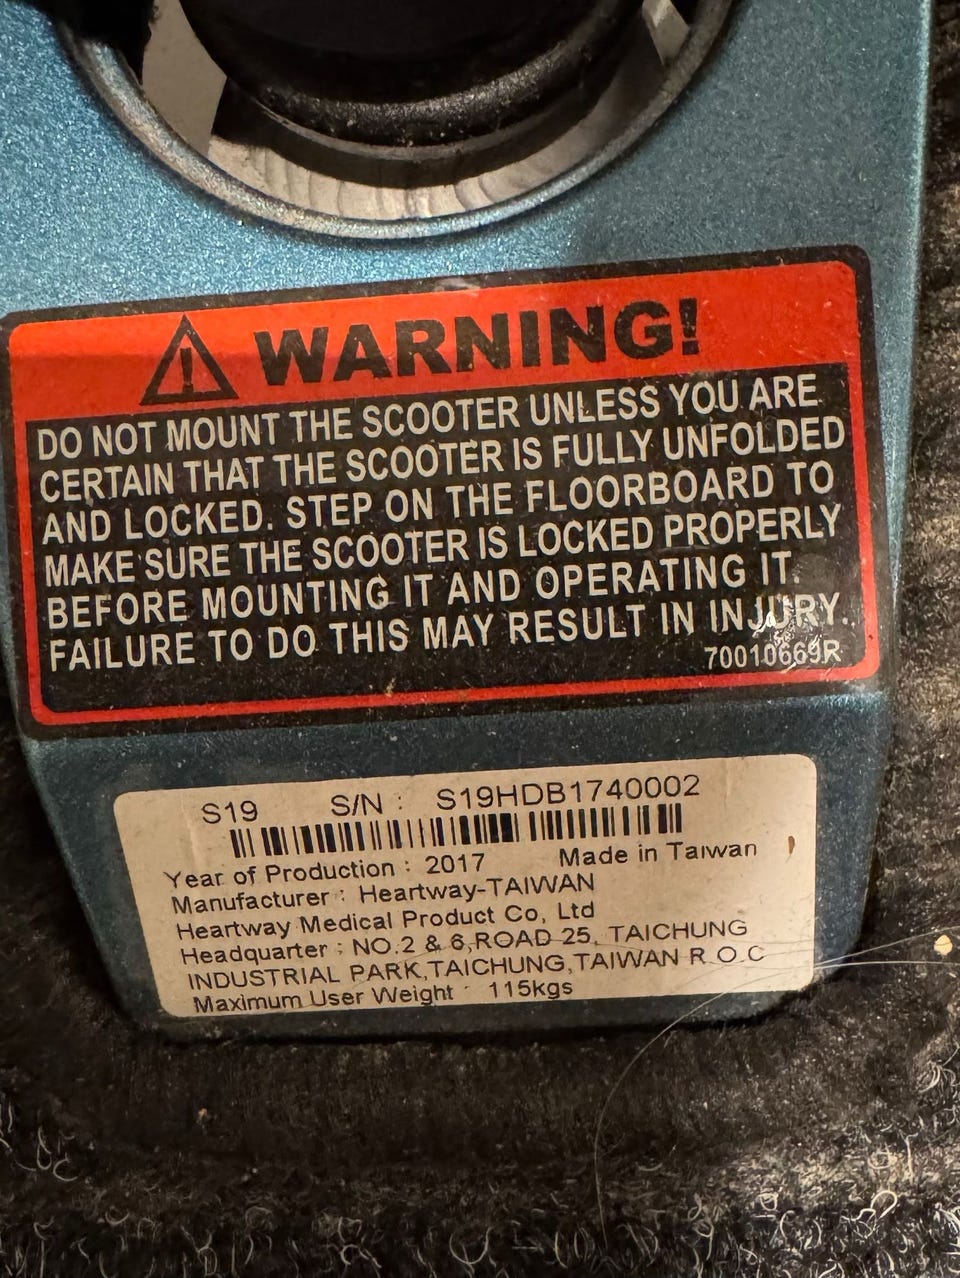 WARNING!
DO NOT MOUNT THE SCOOTER UNLESS YOU ARE
CERTAIN THAT THE SCOOTER IS FULLY UNFOLDED
AND LOCKED. STEP ON THE FLOORBOARD TO
MAKE SURE THE SCOOTER IS LOCKED PROPERLY
BEFORE MOUNTING IT AND OPERATING IT.
FAILURE TO DO THIS MAY RESULT IN INJURY.
70010669R
S19 S/N : S19HDB1740002
Year of Production : 2017 Made in Taiwan
Manufacturer : Heartway-TAIWAN
Heartway Medical Product Co, Ltd
Headquarter : NO.2 & 6,ROAD 25, TAICHUNG
INDUSTRIAL PARK,TAICHUNG,TAIWAN R O C
Maximum User Weight : 115kgs